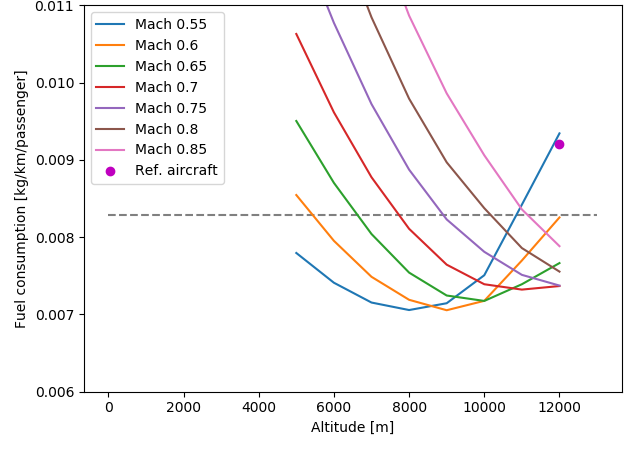 0.011
0.010
0.009
0.008
0.007
0.006
Fuel consumption [kg/km/passenger]
Mach 0.55
Mach 0.6
Mach 0.65
Mach 0.7
Mach 0.75
Mach 0.8
Mach 0.85
Ref. aircraft
0 2000 4000 6000 8000 10000 12000
Altitude [m]